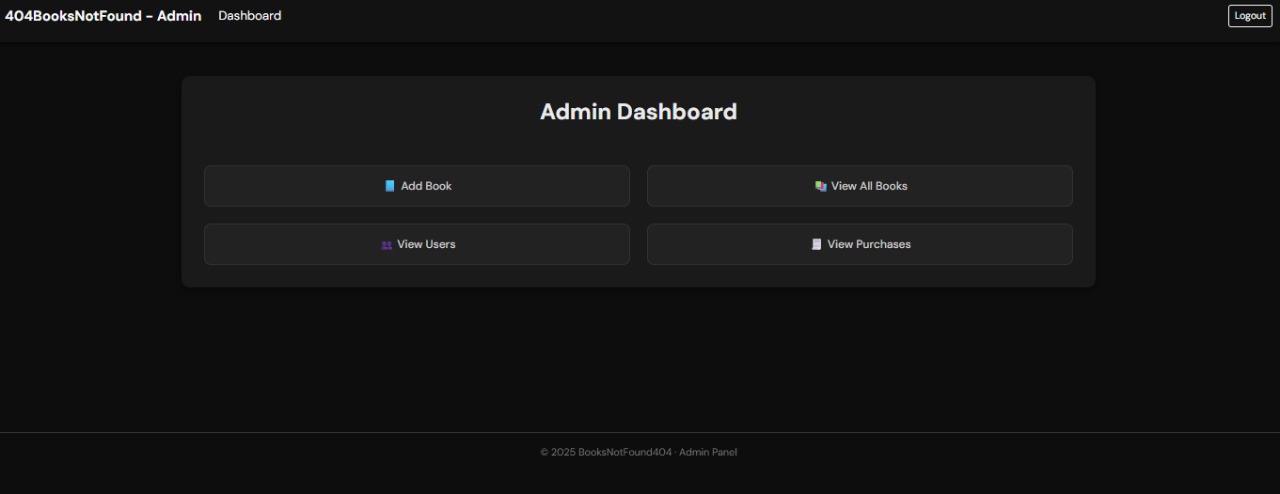 404BooksNotFound - Admin Dashboard Logout
Admin Dashboard
Add Book
View All Books
View Users
View Purchases
© 2025 BooksNotFound404 · Admin Panel